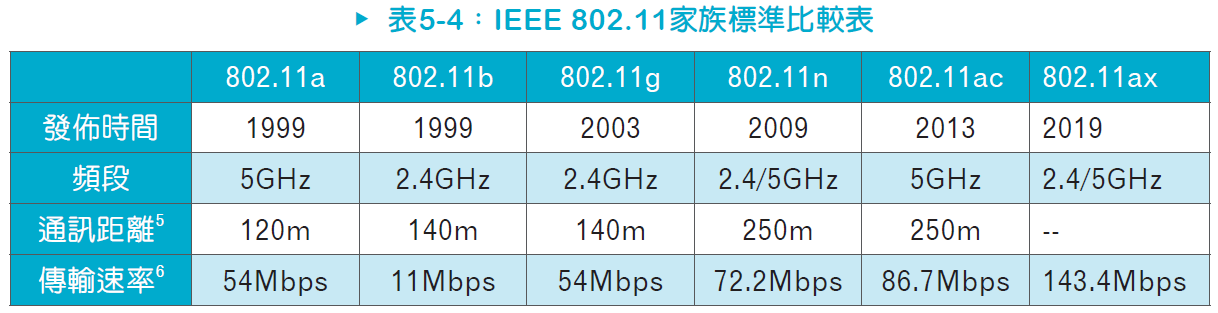 ▶ 表5-4：IEEE 802.11家族標準比較表
802.11a 802.11b 802.11g 802.11n 802.11ac 802.11ax
發佈時間 1999 1999 2003 2009 2013 2019
頻段 5GHz 2.4GHz 2.4GHz 2.4/5GHz 5GHz 2.4/5GHz
通訊距離5 120m 140m 140m 250m 250m --
傳輸速率6 54Mbps 11Mbps 54Mbps 72.2Mbps 86.7Mbps 143.4Mbps